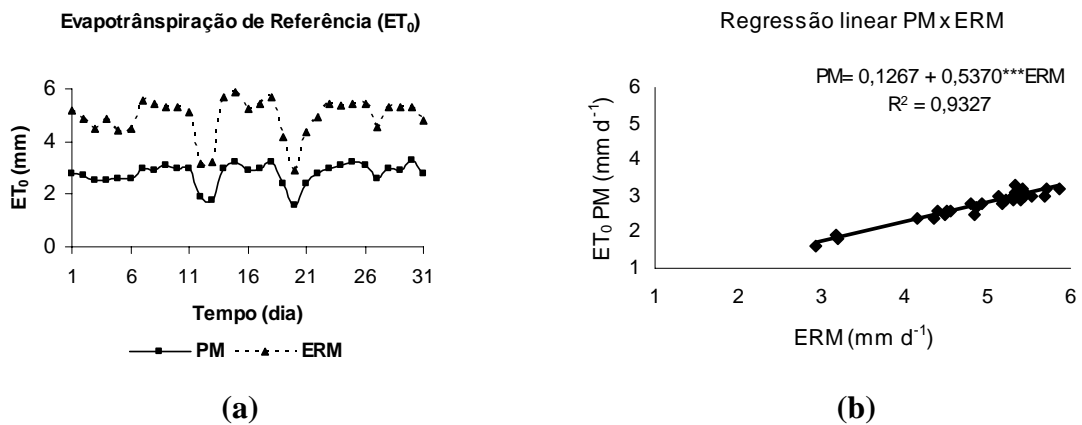 Evapotrânspiração de Referência (ET₀)
6
4
2
0
ET₀ (mm)
1 6 11 16 21 26 31
Tempo (dia)
PM ERM
(a)
Regressão linear PM x ERM
PM= 0,1267 + 0,5370***ERM
R² = 0,9327
6
5
4
3
2
1
ET₀ PM (mm d⁻¹)
1 2 3 4 5 6
ERM (mm d⁻¹)
(b)